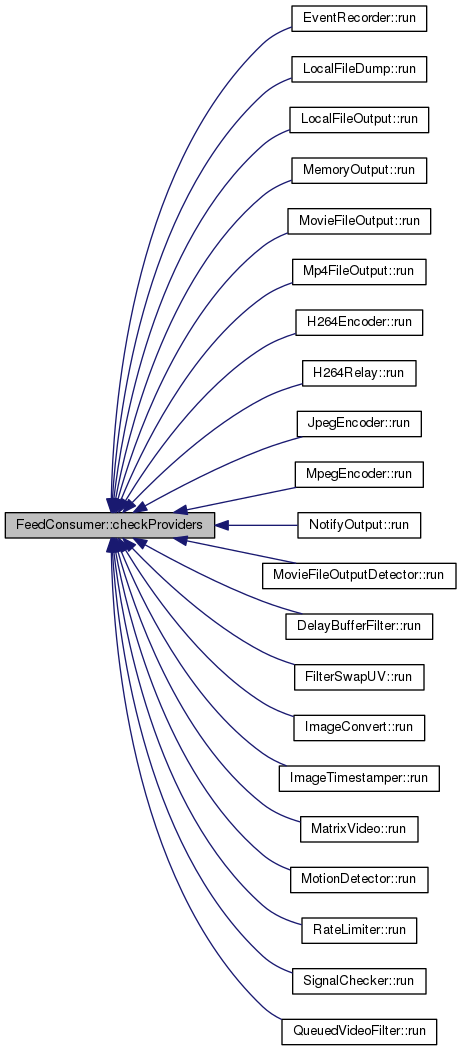 EventRecorder::run
LocalFileDump::run
LocalFileOutput::run
MemoryOutput::run
MovieFileOutput::run
Mp4FileOutput::run
H264Encoder::run
H264Relay::run
JpegEncoder::run
MpegEncoder::run
FeedConsumer::checkProviders
NotifyOutput::run
MovieFileOutputDetector::run
DelayBufferFilter::run
FilterSwapUV::run
ImageConvert::run
ImageTimestamper::run
MatrixVideo::run
MotionDetector::run
RateLimiter::run
SignalChecker::run
QueuedVideoFilter::run